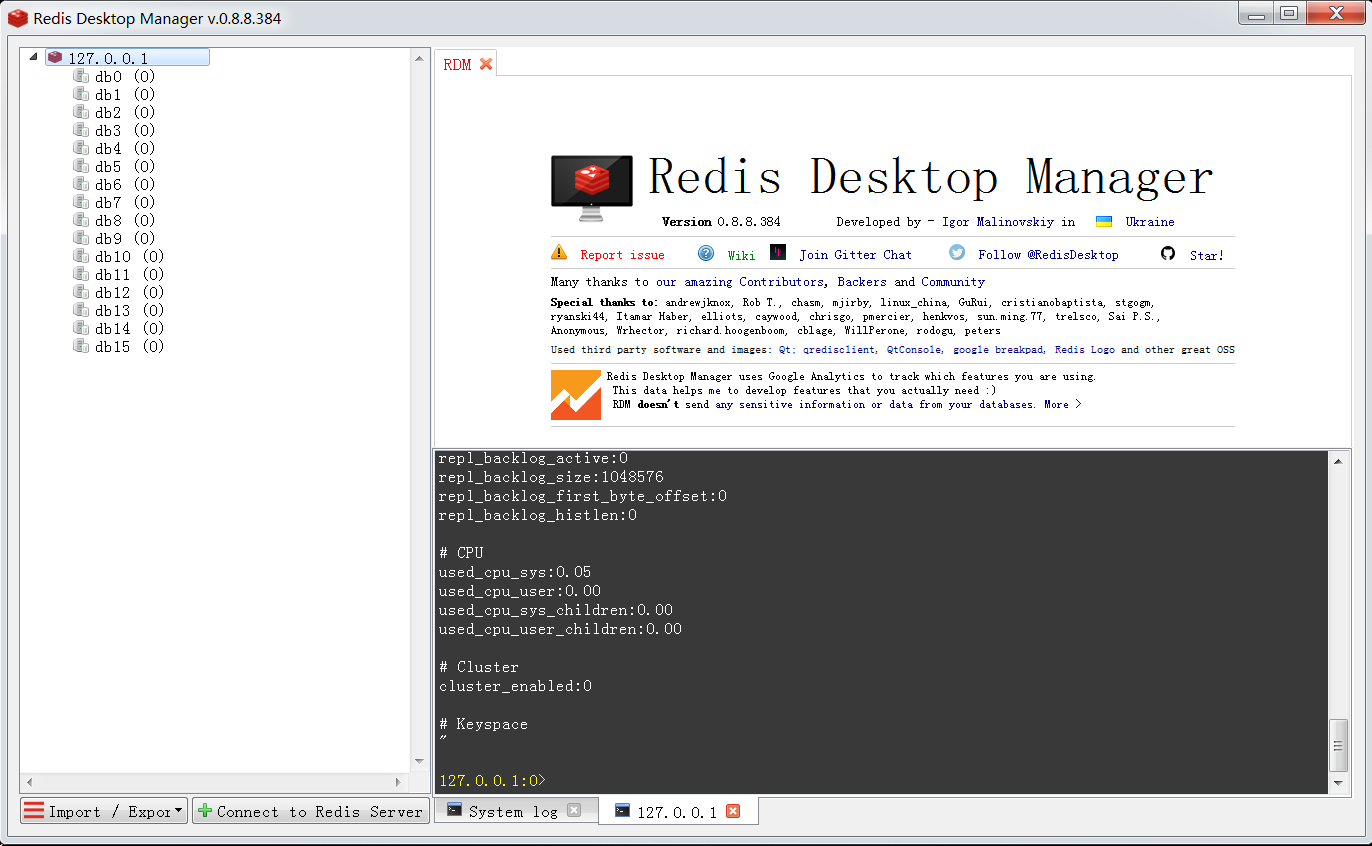 Redis Desktop Manager v.0.8.8.384
127.0.0.1
db0 (0)
db1 (0)
db2 (0)
db3 (0)
db4 (0)
db5 (0)
db6 (0)
db7 (0)
db8 (0)
db9 (0)
db10 (0)
db11 (0)
db12 (0)
db13 (0)
db14 (0)
db15 (0)
Import / Expor
Connect to Redis Server
RDM
Redis Desktop Manager
Version 0.8.8.384 Developed by - Igor Malinovskiy in Ukraine
Report issue Wiki Join Gitter Chat Follow @RedisDesktop Star!
Many thanks to our amazing Contributors, Backers and Community
Special thanks to: andrewjknox, Rob T., chasm, mjirby, linux_china, GuRui, cristianobaptista, stgogm,
ryanski44, Itamar Haber, elliots, caywood, chrisgo, pmercier, henkvos, sun.ming.77, trelsco, Sai P.S.,
Anonymous, Wrhector, richard.hoogenboom, cblage, WillPerone, rodogu, peters
Used third party software and images: Qt; qredisclient, QtConsole, google breakpad, Redis Logo and other great OSS
Redis Desktop Manager uses Google Analytics to track which features you are using.
This data helps me to develop features that you actually need :)
RDM doesn't send any sensitive information or data from your databases. More >
repl_backlog_active:0
repl_backlog_size:1048576
repl_backlog_first_byte_offset:0
repl_backlog_histlen:0
# CPU
used_cpu_sys:0.05
used_cpu_user:0.00
used_cpu_sys_children:0.00
used_cpu_user_children:0.00
# Cluster
cluster_enabled:0
# Keyspace
"
127.0.0.1:0>
System log
127.0.0.1